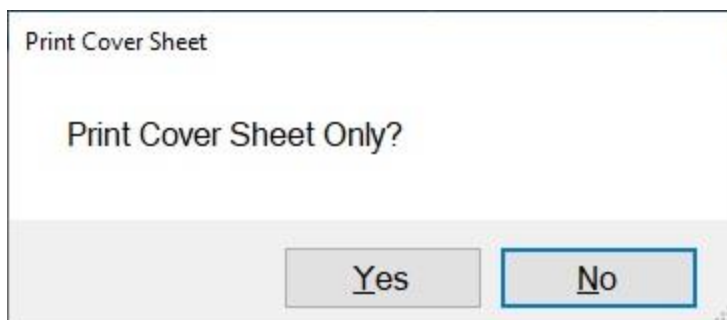 Print Cover Sheet
Print Cover Sheet Only?
Yes No